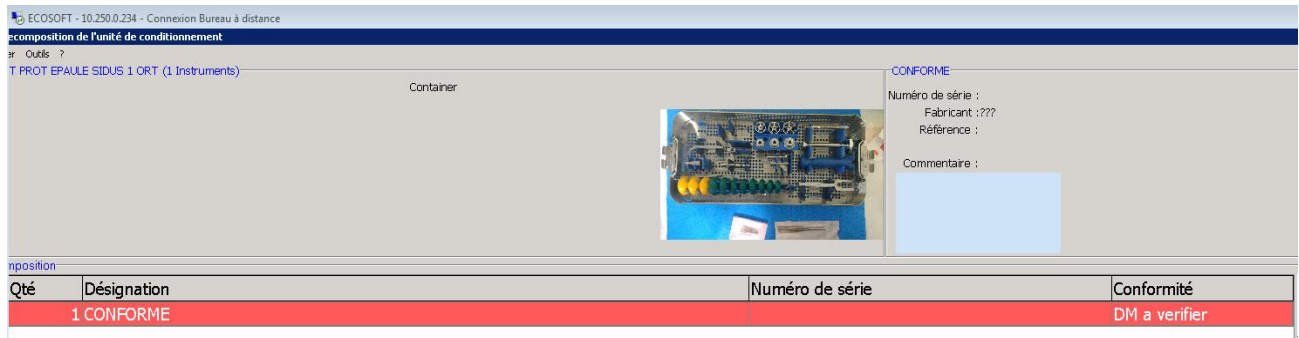 ECOSOFT - 10.250.0.234 - Connexion Bureau à distance
ecomposition de l'unité de conditionnement
er Outils ?
T PROT EPAULE SIDUS 1 ORT (1 Instruments)
Container
CONFORME
Numéro de série :
Fabricant :???
Référence :
Commentaire :
mposition
Qté Désignation Numéro de série Conformité
1 CONFORME DM a verifier